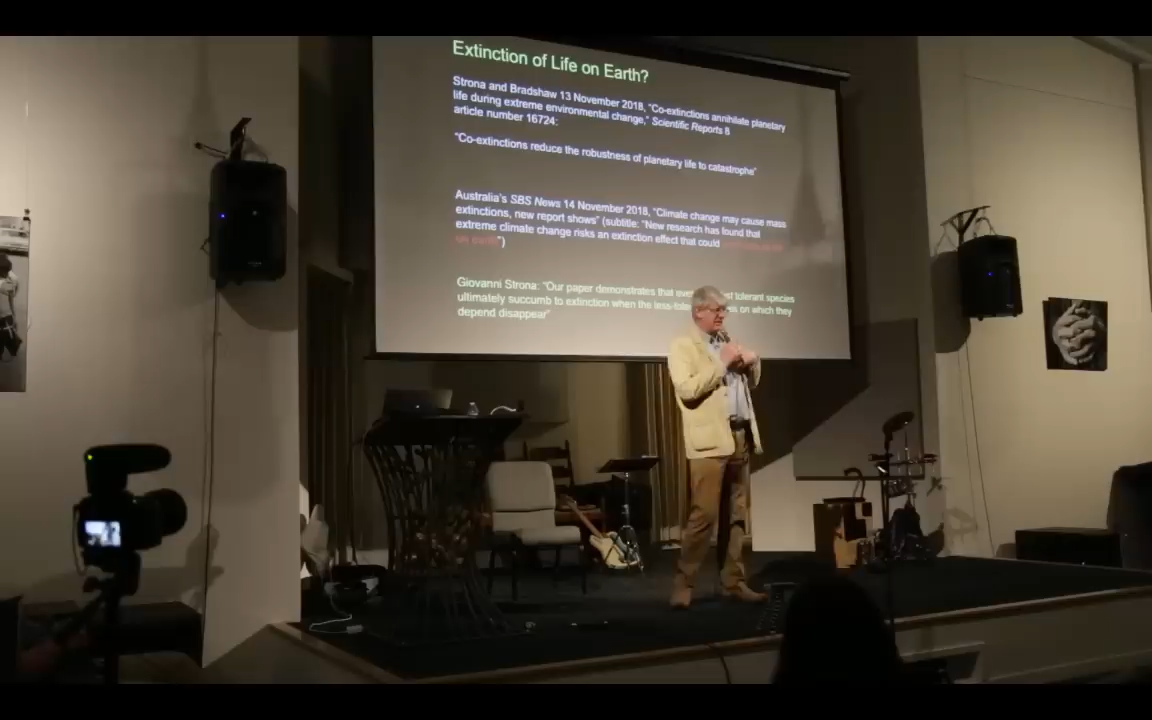 Extinction of Life on Earth?
Strona and Bradshaw 13 November 2018, "Co-extinctions annihilate planetary
life during extreme environmental change," Scientific Reports 8
article number 16724:
"Co-extinctions reduce the robustness of planetary life to catastrophe"
Australia's SBS News 14 November 2018, "Climate change may cause mass
extinctions, new report shows" (subtitle: "New research has found that
extreme climate change risks an extinction effect that could
on earth")
Giovanni Strona: "Our paper demonstrates that tolerant species
ultimately succumb to extinction when the on which they
depend disappear"